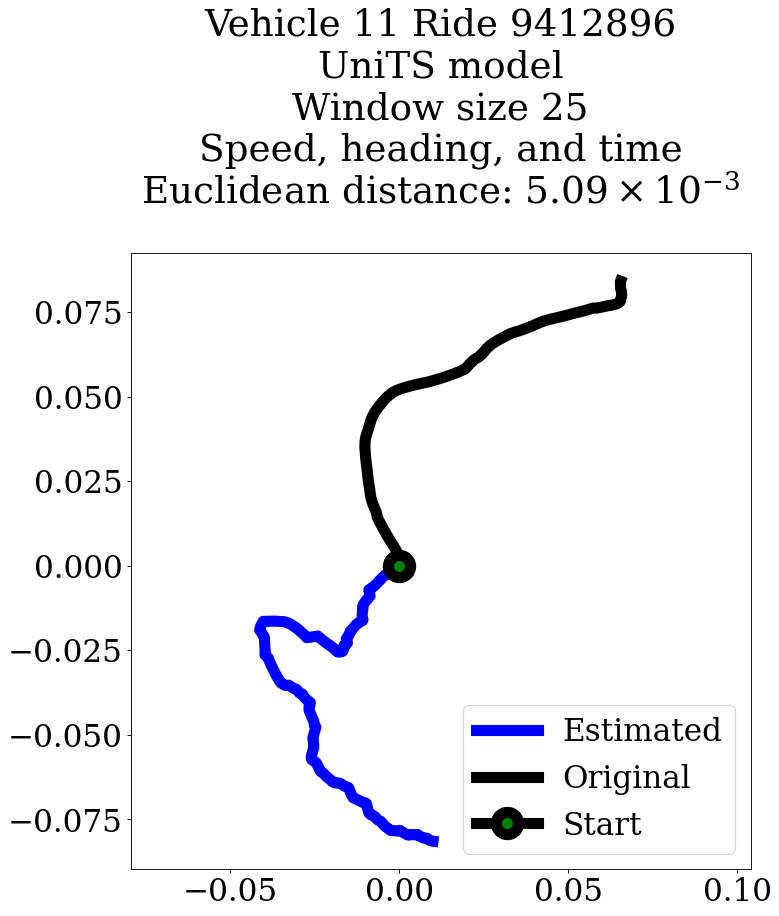 Vehicle 11 Ride 9412896
UniTS model
Window size 25
Speed, heading, and time
Euclidean distance: 5.09 × 10⁻³
0.075
0.050
0.025
0.000
−0.025
−0.050
−0.075
Estimated
Original
Start
−0.05 0.00 0.05 0.10